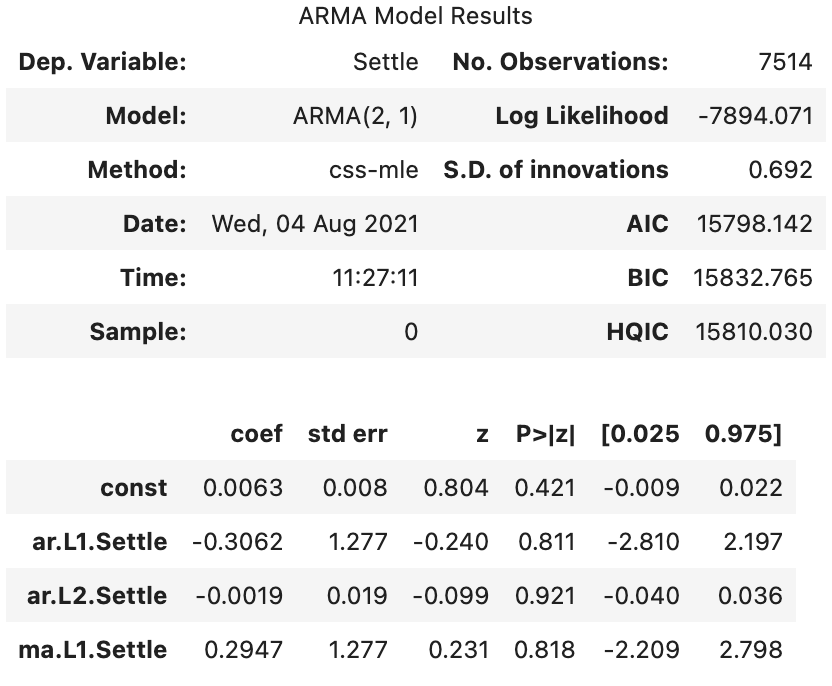 ARMA Model Results
Dep. Variable: Settle No. Observations: 7514
Model: ARMA(2, 1) Log Likelihood -7894.071
Method: css-mle S.D. of innovations 0.692
Date: Wed, 04 Aug 2021 AIC 15798.142
Time: 11:27:11 BIC 15832.765
Sample: 0 HQIC 15810.030
coef std err z P>|z| [0.025 0.975]
const 0.0063 0.008 0.804 0.421 -0.009 0.022
ar.L1.Settle -0.3062 1.277 -0.240 0.811 -2.810 2.197
ar.L2.Settle -0.0019 0.019 -0.099 0.921 -0.040 0.036
ma.L1.Settle 0.2947 1.277 0.231 0.818 -2.209 2.798